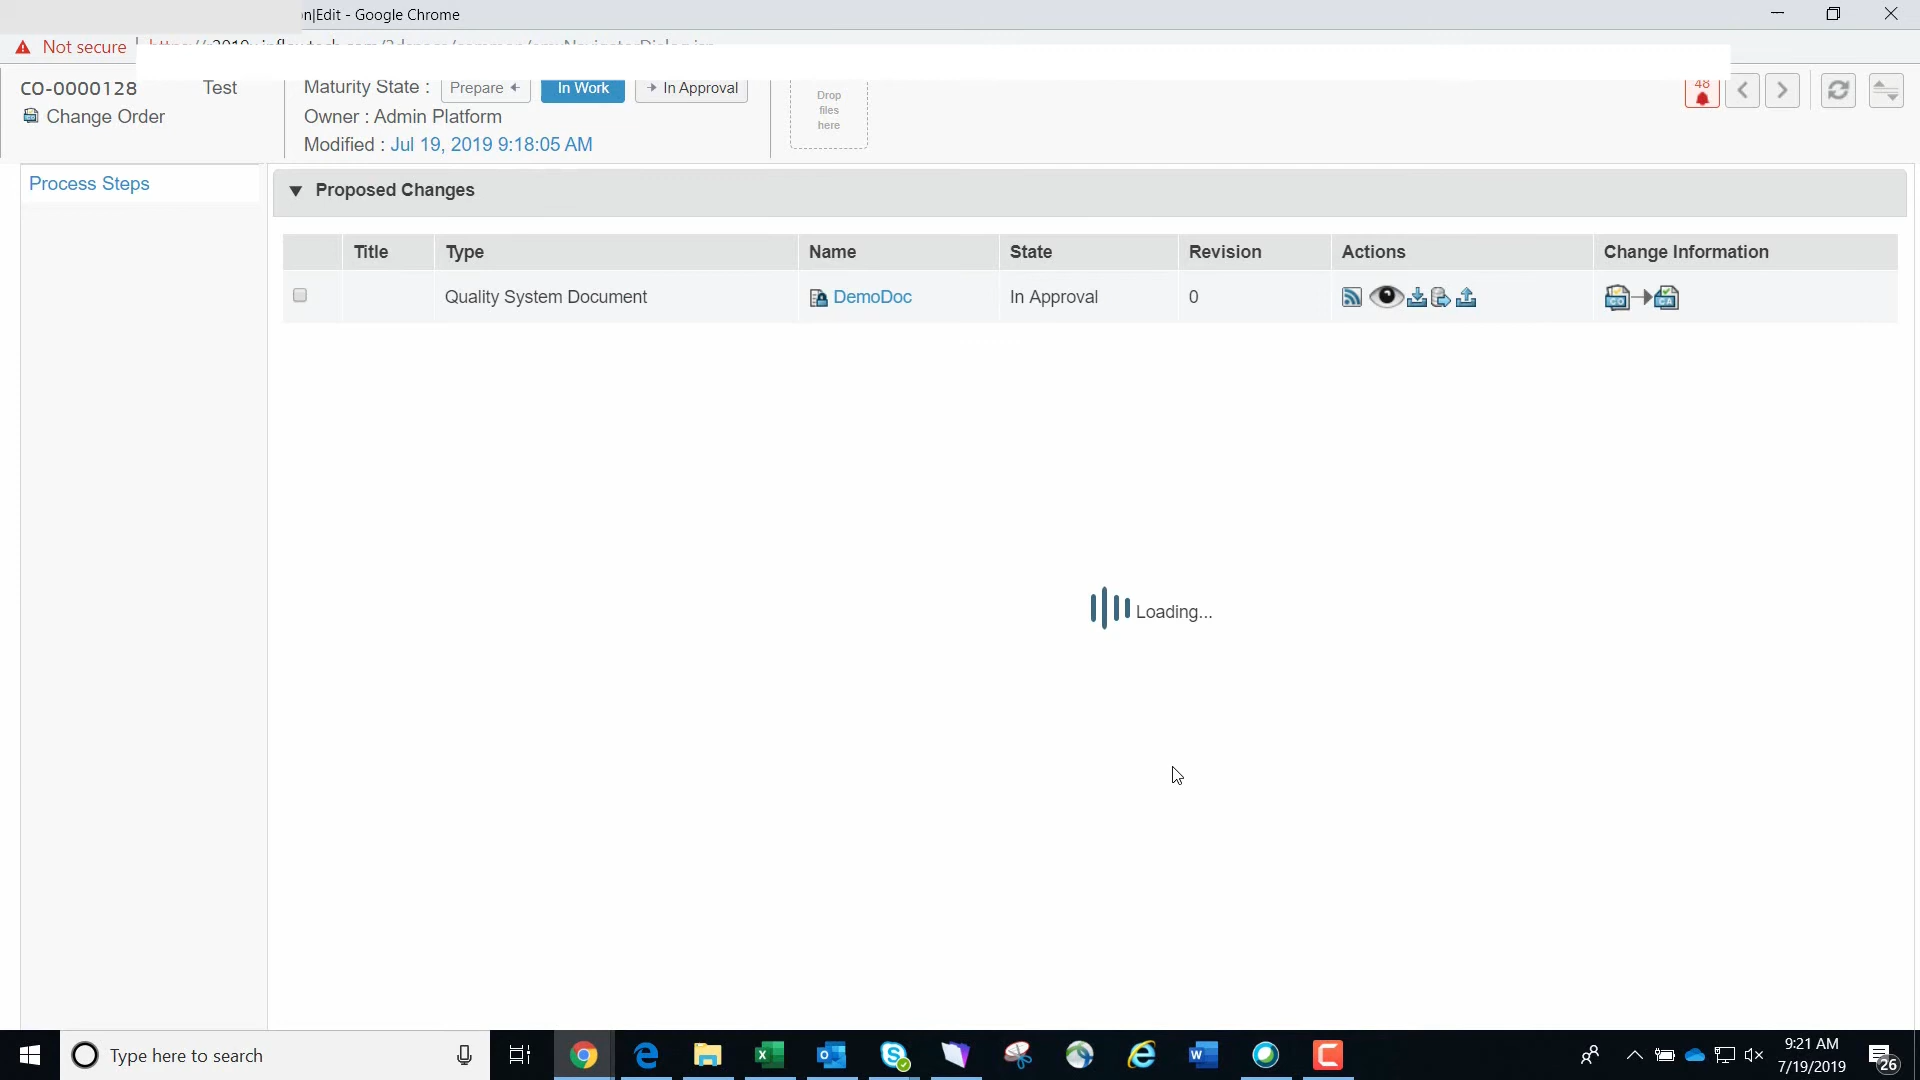 n|Edit - Google Chrome
Not secure
CO-0000128
Test
Change Order
Maturity State :
Prepare
In Work
In Approval
Owner : Admin Platform
Modified : Jul 19, 2019 9:18:05 AM
Drop
files
here
48
Process Steps
Proposed Changes
Title Type Name State Revision Actions Change Information
Quality System Document DemoDoc In Approval 0
CO CA
Loading...
Type here to search
9:21 AM
7/19/2019
26